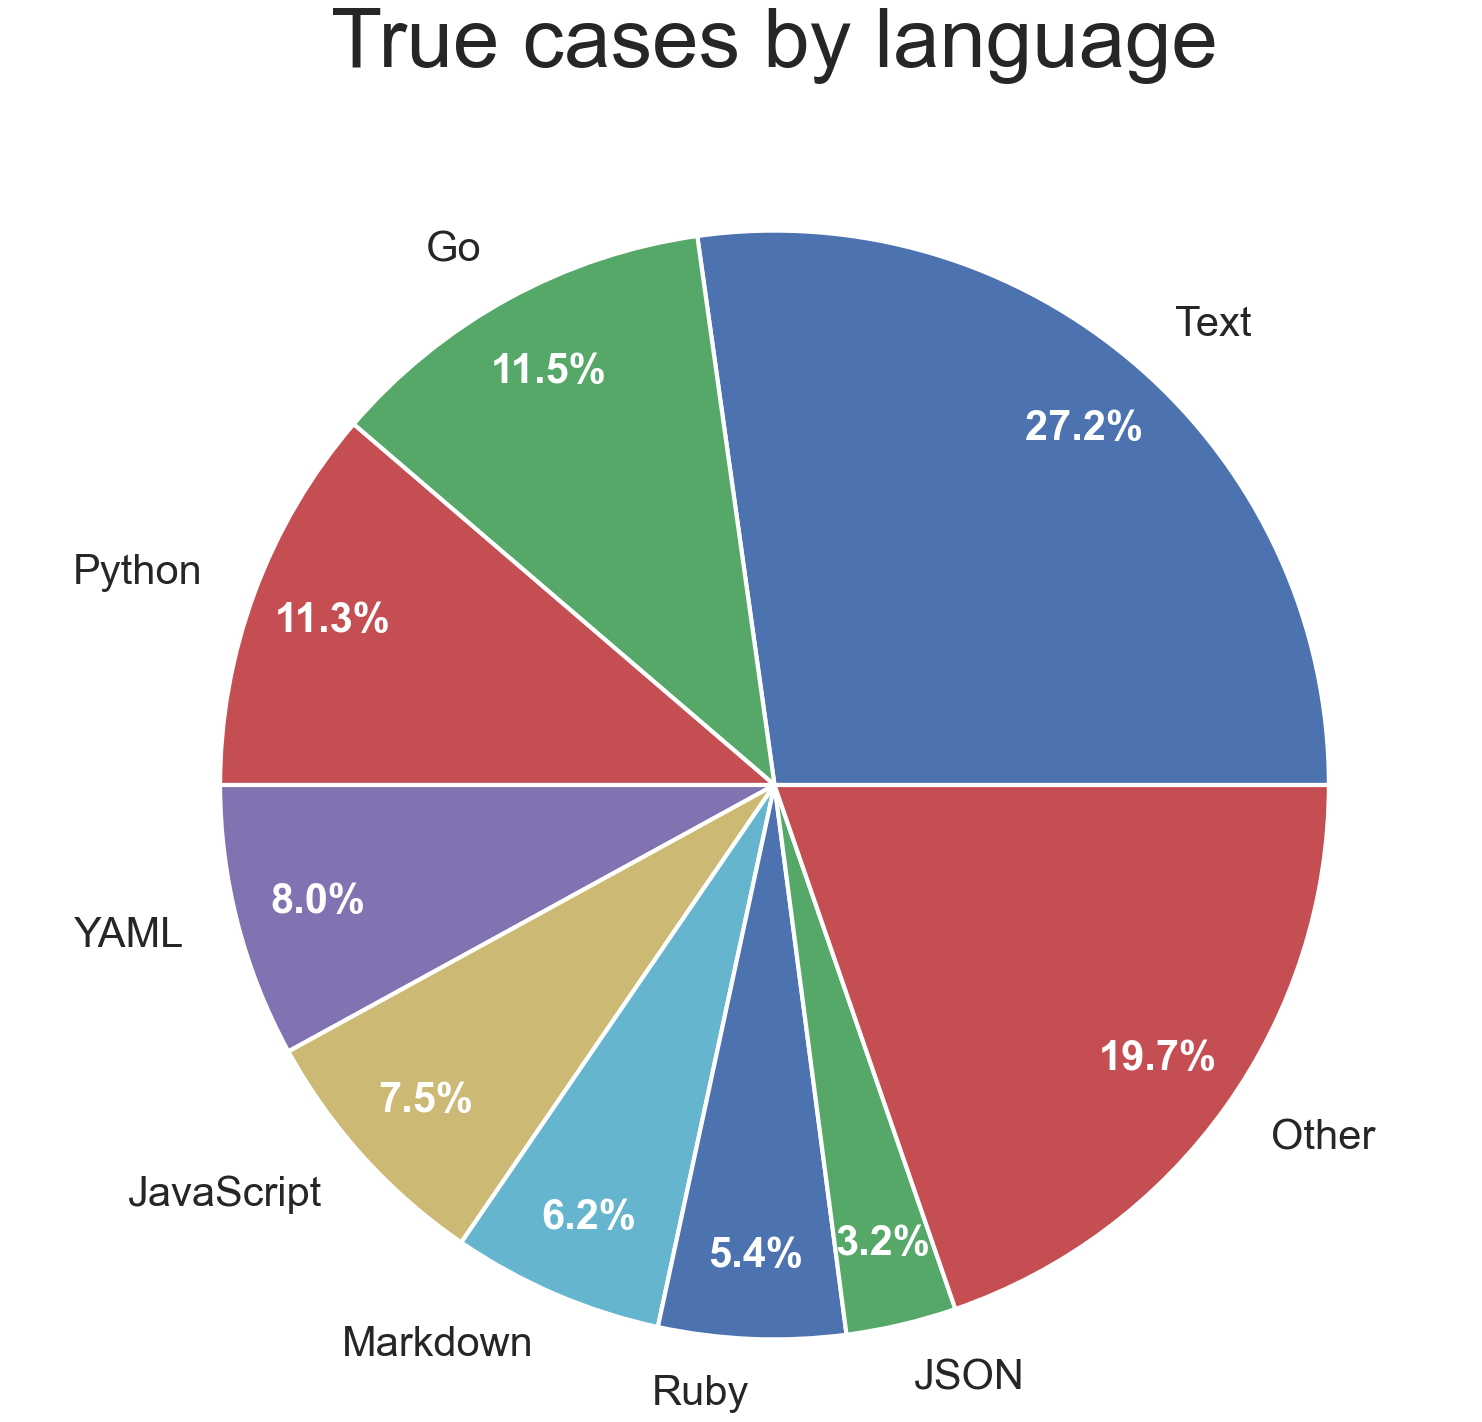 True cases by language
Go
Text
11.5%
27.2%
Python
11.3%
8.0%
YAML
7.5%
19.7%
Other
JavaScript
6.2%
5.4%
3.2%
Markdown
Ruby
JSON